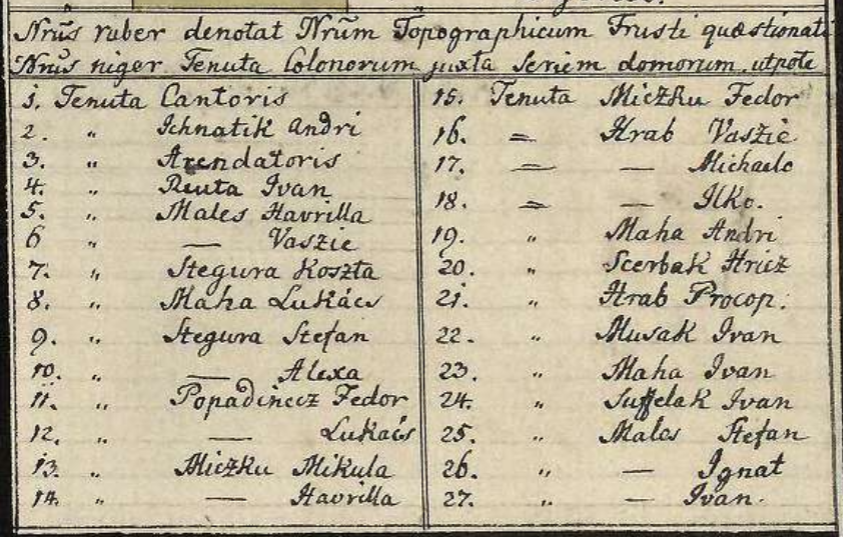 Nrus ruber denotat Nrum Topographicum Frusti quæstionati
Nrus niger Tenuta Colonorum juxta Seriem domorum utpote
1. Tenuta Cantoris
2. " Ichnatik Andri
3. " Arendatoris
4. " Reuta Ivan
5. " Males Havrilla
6 " — Vaszie
7. " Stegura Koszta
8. " Maha Lukács
9. " Stegura Stefan
10. " — Alexa
11. " Popadinecz Fedor
12. " — Lukács
13. " Miczku Mikula
14. " — Havrilla
15. Tenuta Miczku Fedor
16. = Hrab Vaszie
17. = — Michaelo
18. = — Ilko.
19. " Maha Andri
20. " Scerbak Hricz
21. " Hrab Procop.
22. " Musak Ivan
23. " Maha Ivan
24. " Suffelak Ivan
25. " Males Stefan
26. " — Ignat
27. " — Ivan.